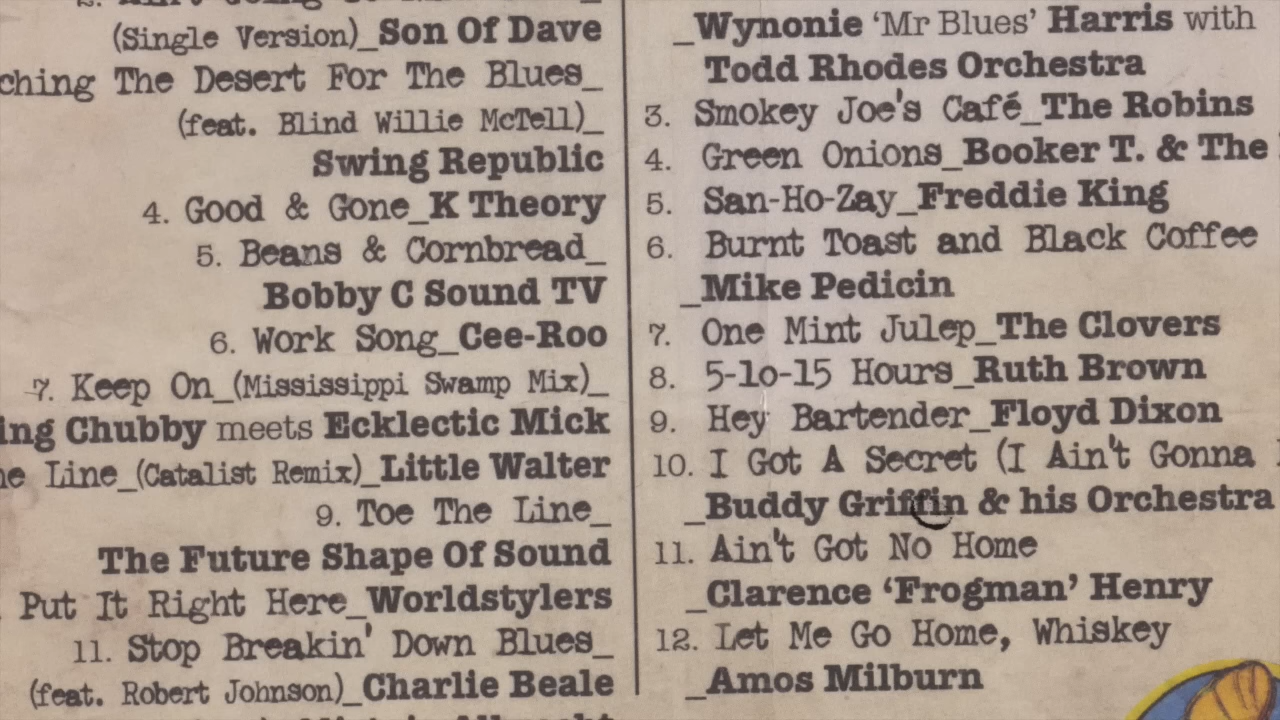 (Single Version)_Son Of Dave
ching The Desert For The Blues_
(feat. Blind Willie McTell)_
Swing Republic
4. Good & Gone_K Theory
5. Beans & Cornbread_
Bobby C Sound TV
6. Work Song_Cee-Roo
7. Keep On_(Mississippi Swamp Mix)_
ing Chubby meets Ecklectic Mick
ne Line_(Catalist Remix)_Little Walter
9. Toe The Line_
The Future Shape Of Sound
Put It Right Here_Worldstylers
11. Stop Breakin' Down Blues_
(feat. Robert Johnson)_Charlie Beale
_Wynonie ‘Mr Blues’ Harris with
Todd Rhodes Orchestra
3. Smokey Joe's Café_The Robins
4. Green Onions_Booker T. & The
5. San-Ho-Zay_Freddie King
6. Burnt Toast and Black Coffee
_Mike Pedicin
7. One Mint Julep_The Clovers
8. 5-10-15 Hours_Ruth Brown
9. Hey Bartender_Floyd Dixon
10. I Got A Secret (I Ain't Gonna
_Buddy Griffin & his Orchestra
11. Ain't Got No Home
_Clarence ‘Frogman’ Henry
12. Let Me Go Home, Whiskey
_Amos Milburn